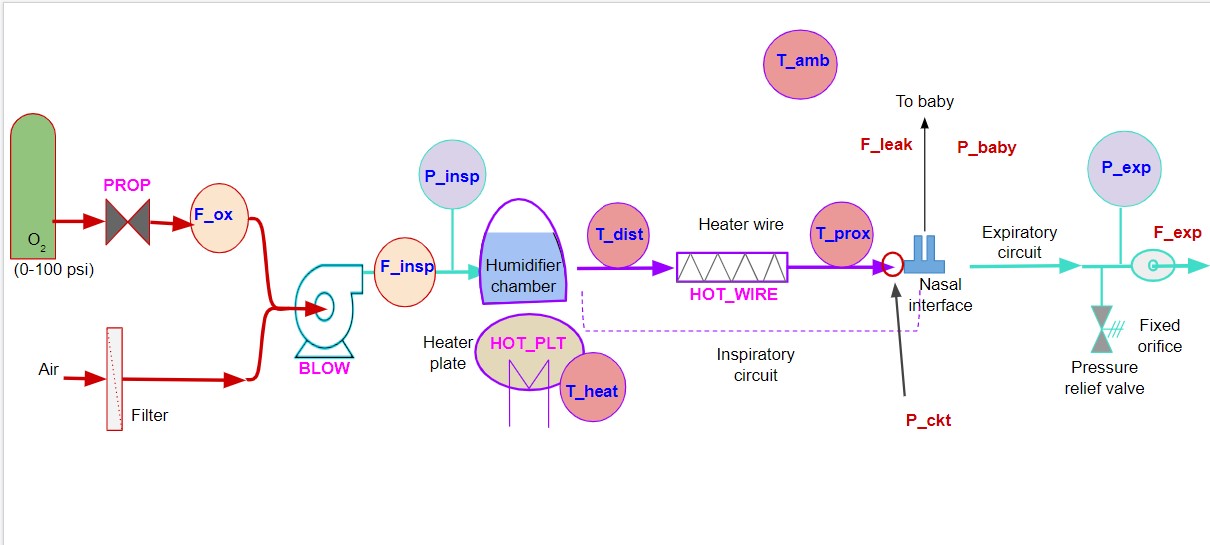 T_amb
To baby
F_leak
P_baby
P_insp
P_exp
PROP
F_ox
O2
(0-100 psi)
T_dist
Heater wire
T_prox
Expiratory
circuit
F_exp
F_insp
Humidifier
chamber
HOT_WIRE
Nasal
interface
BLOW
Heater
plate
HOT_PLT
T_heat
Inspiratory
circuit
Fixed
orifice
Pressure
relief valve
Air
Filter
P_ckt